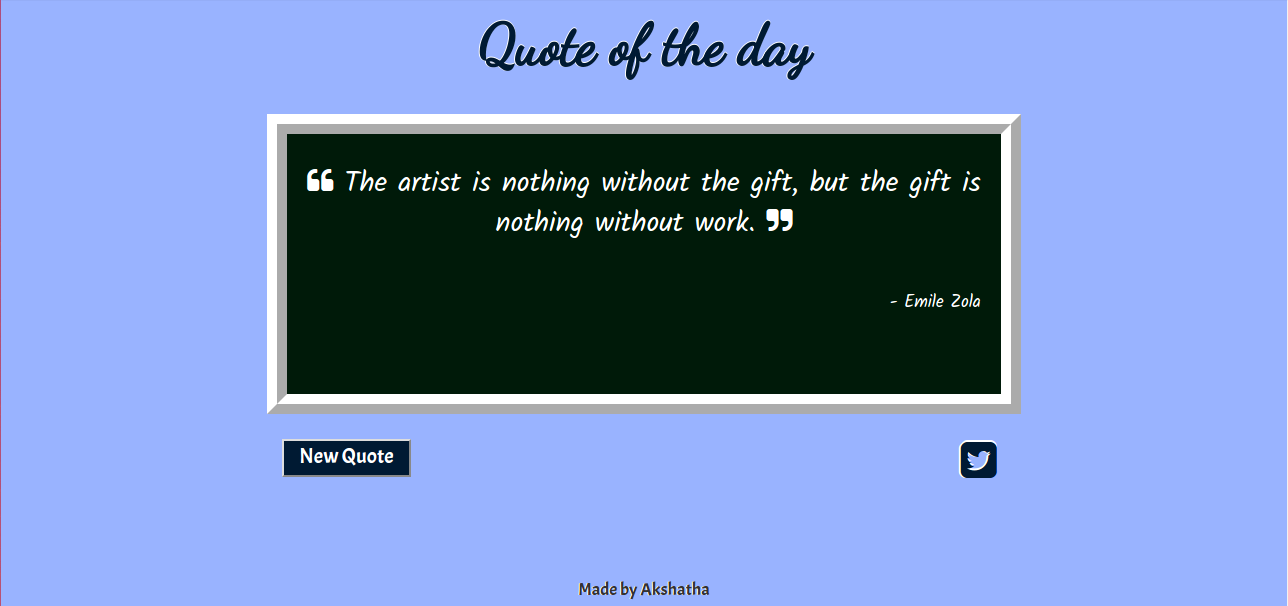 Quote of the day
❝ The artist is nothing without the gift, but the gift is
nothing without work. ❞
- Emile Zola
New Quote
Made by Akshatha